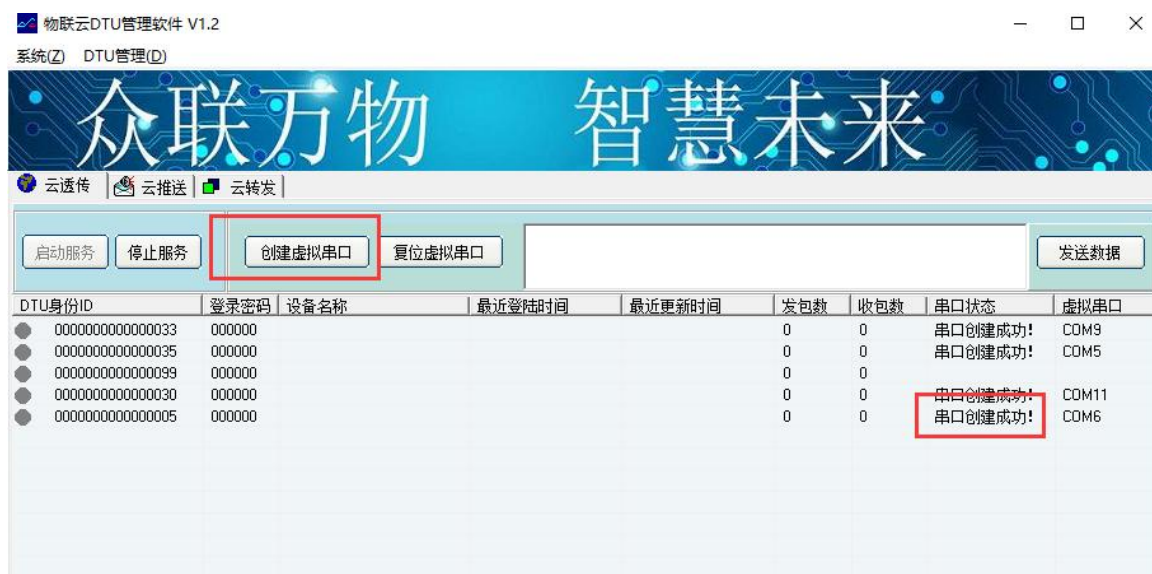 物联云DTU管理软件 V1.2
系统(Z) DTU管理(D)
众联万物 智慧未来
云透传 云推送 云转发
启动服务 停止服务 创建虚拟串口 复位虚拟串口 发送数据
DTU身份ID 登录密码 设备名称 最近登陆时间 最近更新时间 发包数 收包数 串口状态 虚拟串口
0000000000000033 000000 0 0 串口创建成功! COM9
0000000000000035 000000 0 0 串口创建成功! COM5
0000000000000099 000000 0 0
0000000000000030 000000 0 0 串口创建成功! COM11
0000000000000005 000000 0 0 串口创建成功! COM6